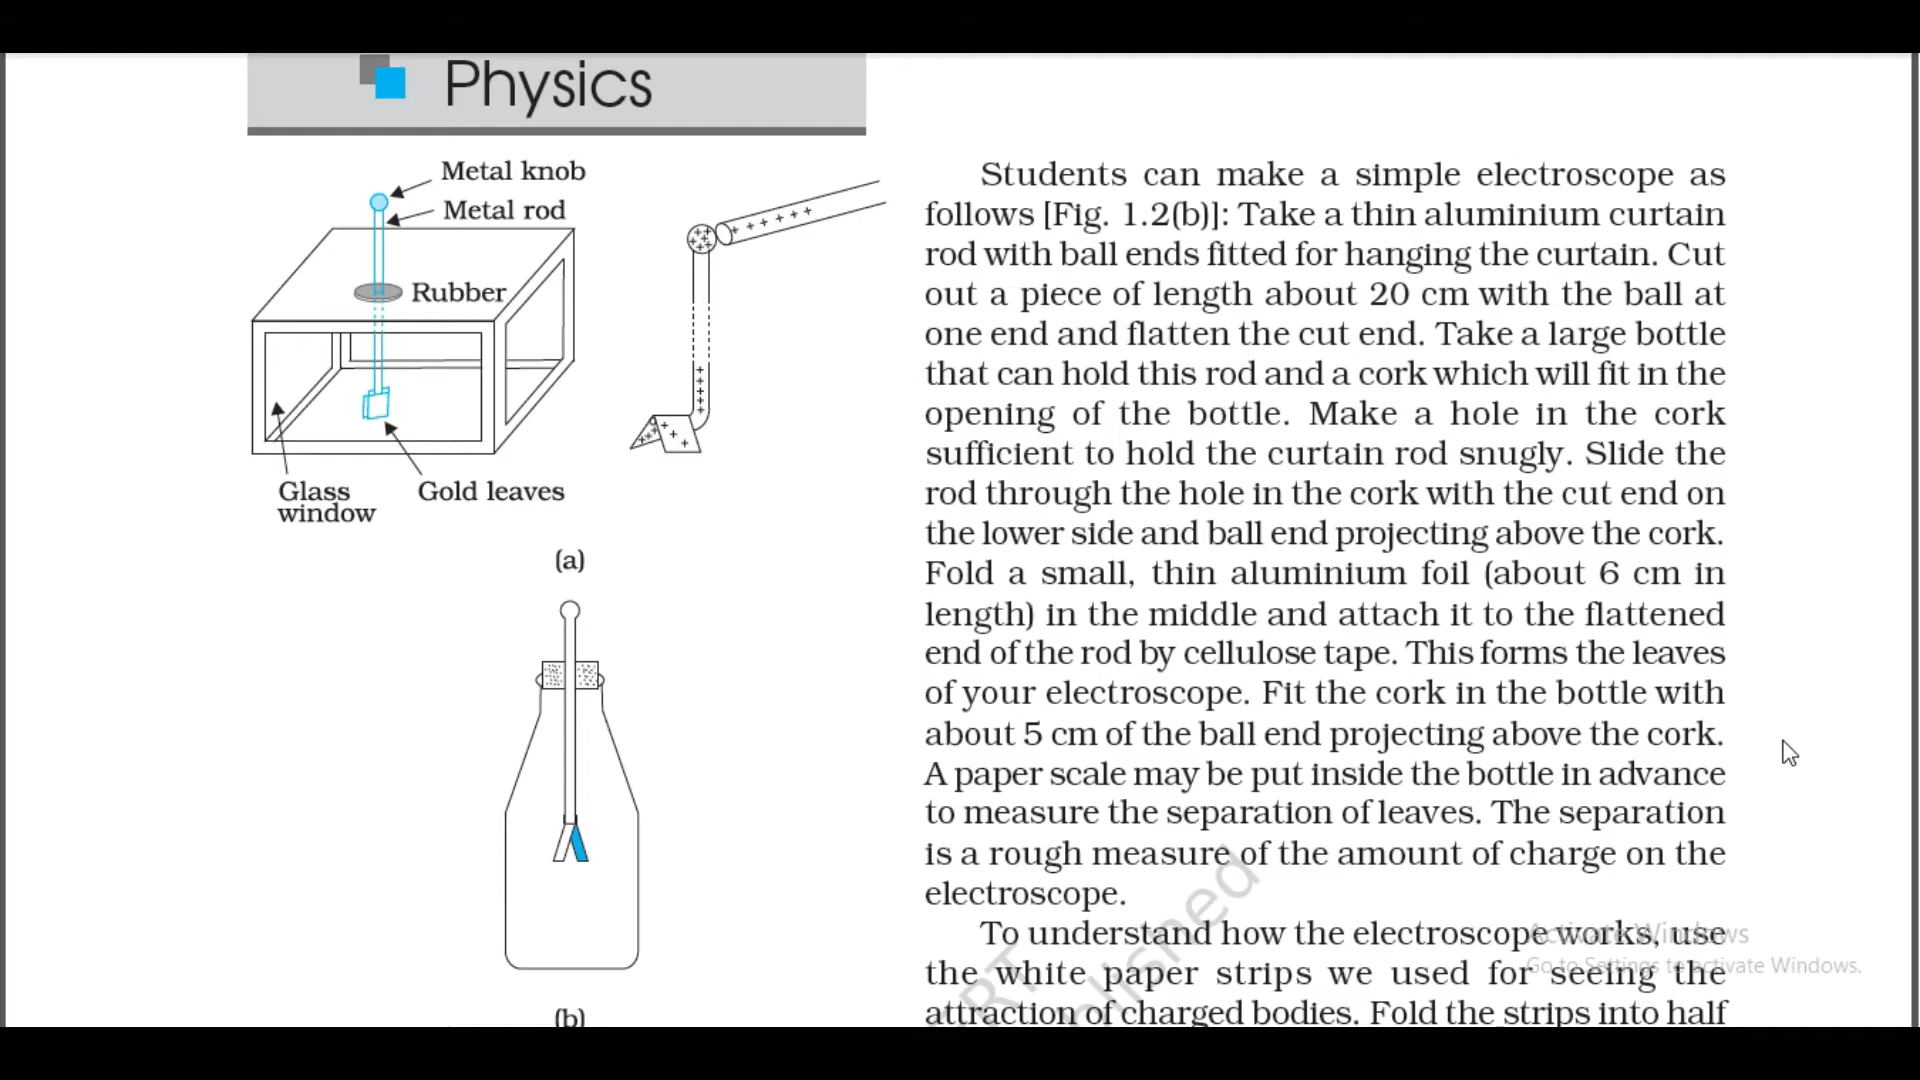 Physics
Metal knob
Metal rod
Rubber
Glass
window
Gold leaves
(a)
(b)
Students can make a simple electroscope as
follows [Fig. 1.2(b)]: Take a thin aluminium curtain
rod with ball ends fitted for hanging the curtain. Cut
out a piece of length about 20 cm with the ball at
one end and flatten the cut end. Take a large bottle
that can hold this rod and a cork which will fit in the
opening of the bottle. Make a hole in the cork
sufficient to hold the curtain rod snugly. Slide the
rod through the hole in the cork with the cut end on
the lower side and ball end projecting above the cork.
Fold a small, thin aluminium foil (about 6 cm in
length) in the middle and attach it to the flattened
end of the rod by cellulose tape. This forms the leaves
of your electroscope. Fit the cork in the bottle with
about 5 cm of the ball end projecting above the cork.
A paper scale may be put inside the bottle in advance
to measure the separation of leaves. The separation
is a rough measure of the amount of charge on the
electroscope.
To understand how the electroscope works, use
the white paper strips we used for seeing the
attraction of charged bodies. Fold the strips into half
Activate Windows
Go to Settings to activate Windows.